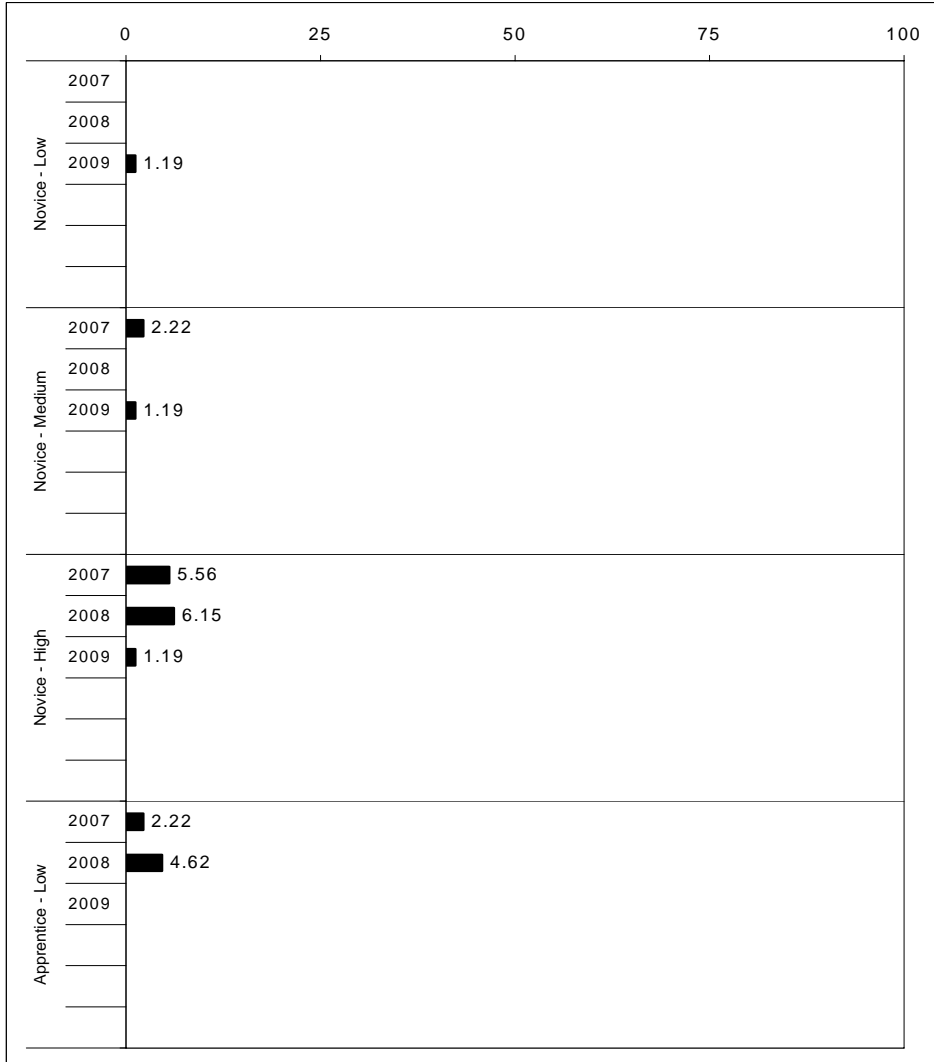 0 25 50 75 100
Novice - Low
2007
2008
2009 1.19
Novice - Medium
2007 2.22
2008
2009 1.19
Novice - High
2007 5.56
2008 6.15
2009 1.19
Apprentice - Low
2007 2.22
2008 4.62
2009